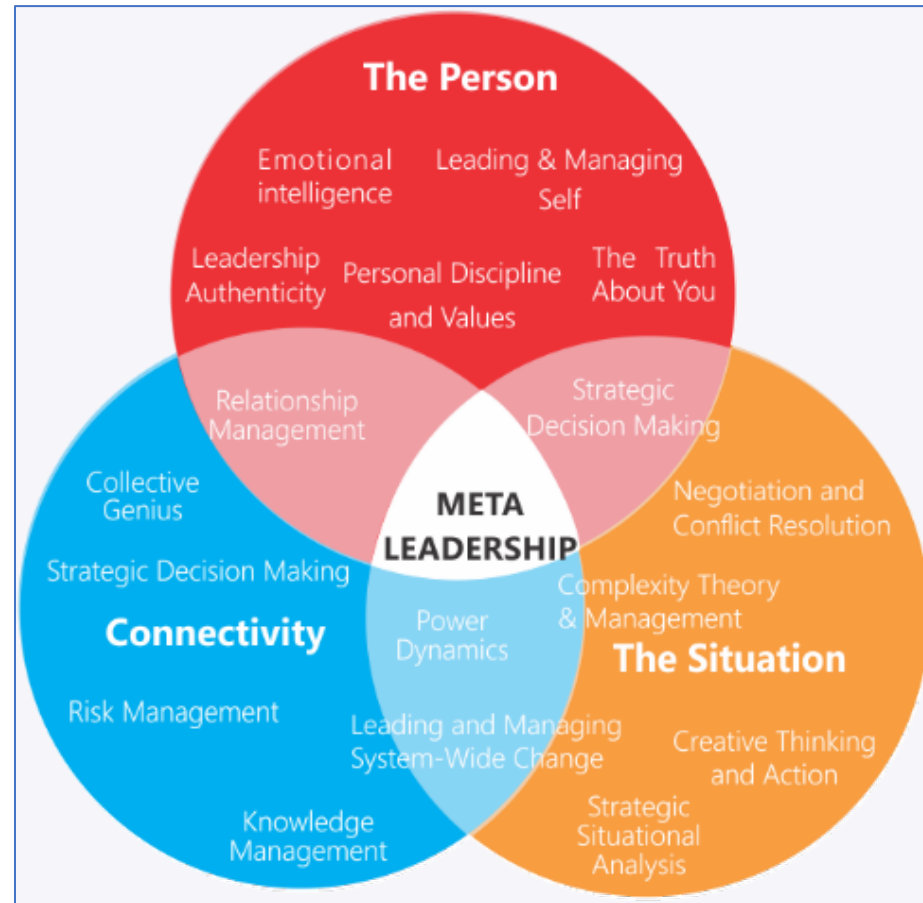 The Person
Emotional
intelligence
Leading & Managing
Self
Leadership
Authenticity
Personal Discipline
and Values
The Truth
About You
Relationship
Management
Strategic
Decision Making
META
LEADERSHIP
Collective
Genius
Strategic Decision Making
Connectivity
Risk Management
Knowledge
Management
Power
Dynamics
Leading and Managing
System-Wide Change
Negotiation and
Conflict Resolution
Complexity Theory
& Management
The Situation
Creative Thinking
and Action
Strategic
Situational
Analysis